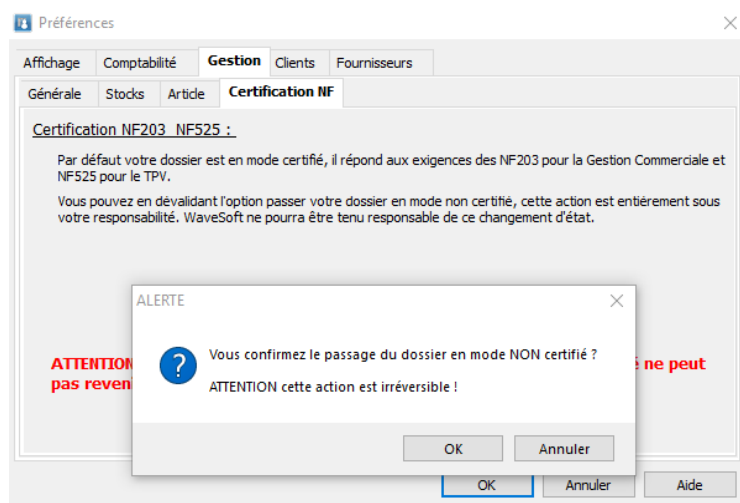 Préférences
Affichage Comptabilité Gestion Clients Fournisseurs
Générale Stocks Article Certification NF
Certification NF203 NF525 :
Par défaut votre dossier est en mode certifié, il répond aux exigences des NF203 pour la Gestion Commerciale et
NF525 pour le TPV.
Vous pouvez en dévalidant l'option passer votre dossier en mode non certifié, cette action est entièrement sous
votre responsabilité. WaveSoft ne pourra être tenu responsable de ce changement d'état.
ALERTE
Vous confirmez le passage du dossier en mode NON certifié ?
ATTENTION cette action est irréversible !
OK Annuler
ATTENTION é ne peut
pas
OK Annuler Aide